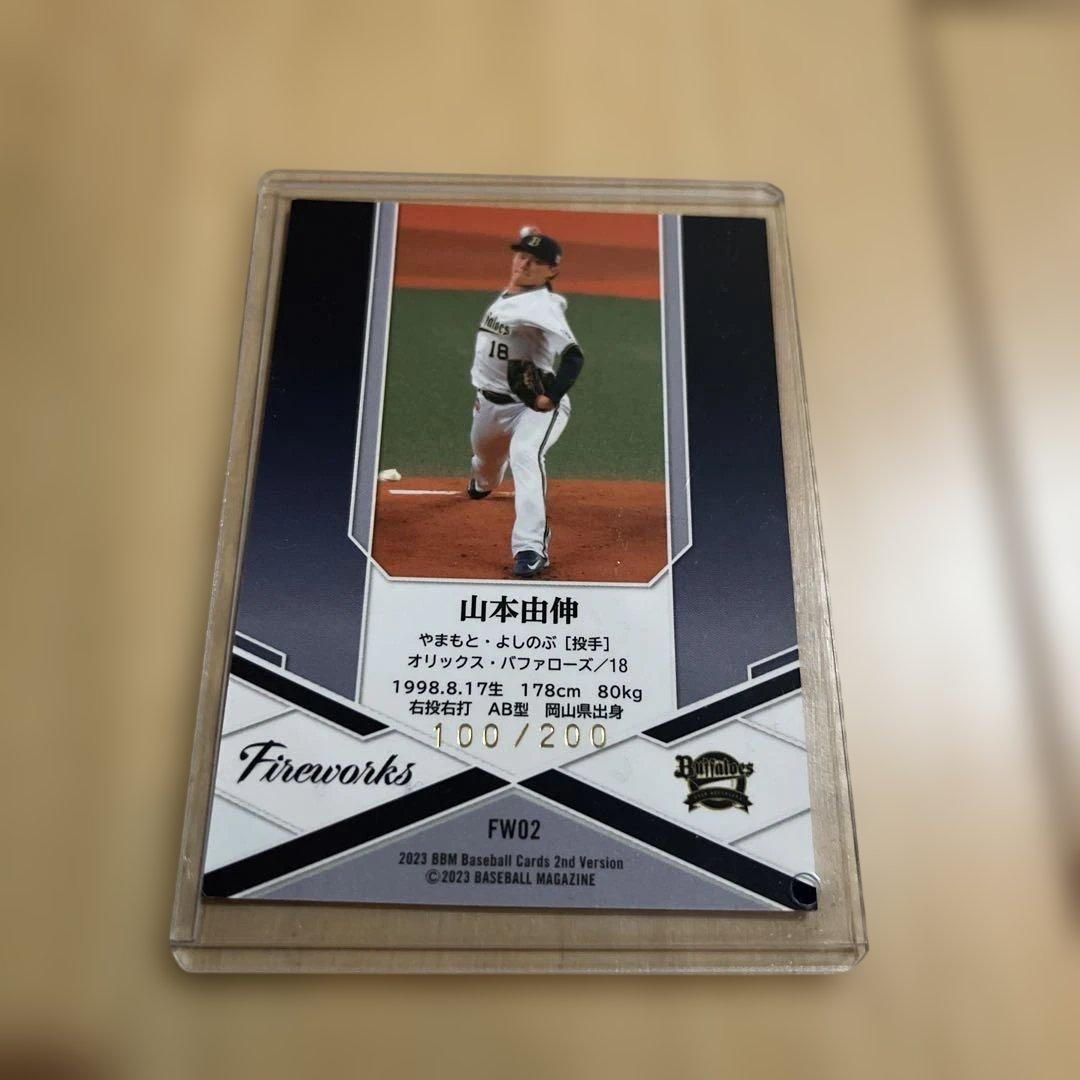 B
18
山本由伸
やまもと・よしのぶ［投手］
オリックス・バファローズ／18
1998.8.17生 178cm 80kg
右投右打 AB型 岡山県出身
100/200
Fireworks
Buffaloes
FW02
2023 BBM Baseball Cards 2nd Version
©2023 BASEBALL MAGAZINE